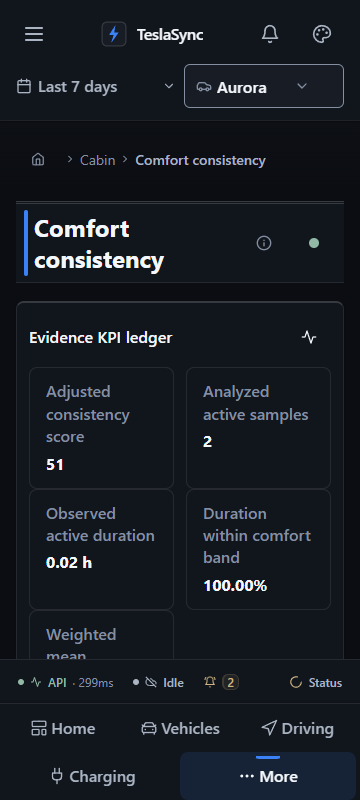 TeslaSync
Last 7 days
Aurora
Cabin
Comfort consistency
Comfort
consistency
Evidence KPI ledger
Adjusted
consistency
score
51
Analyzed
active samples
2
Observed
active duration
0.02 h
Duration
within comfort
band
100.00%
Weighted
mean
API · 299ms
Idle
2
Status
Home
Vehicles
Driving
Charging
More